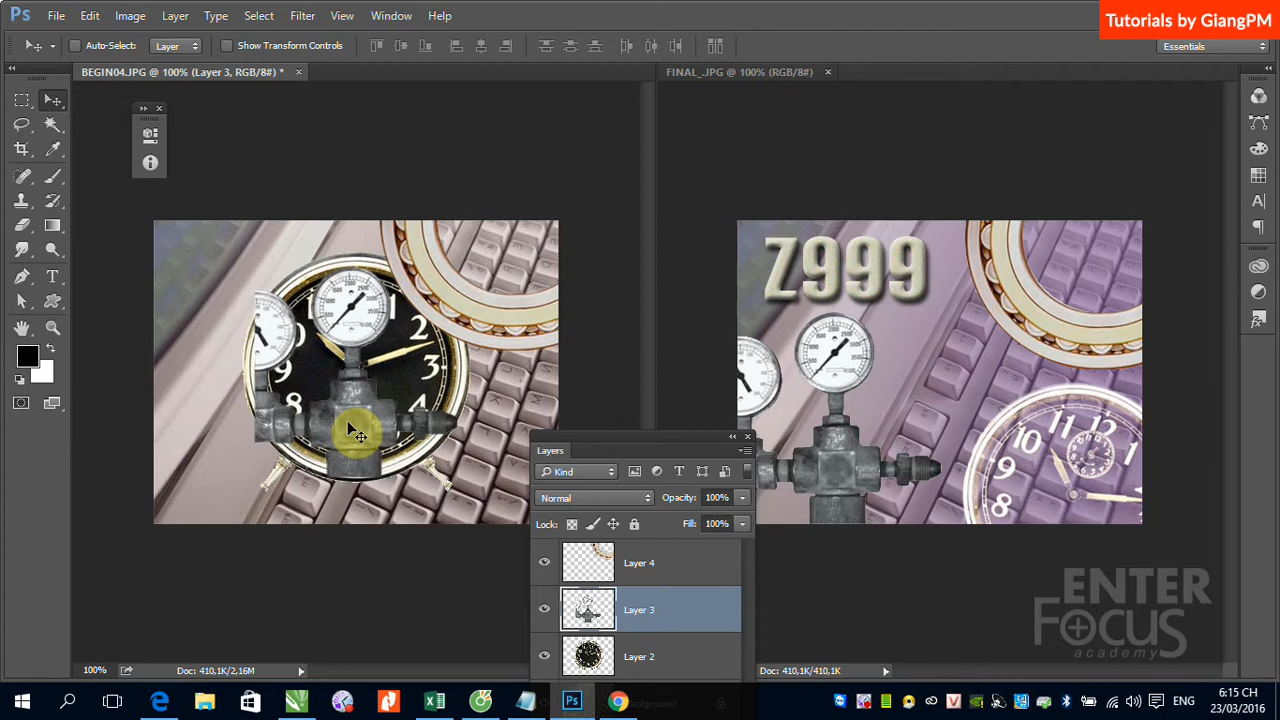 Ps File Edit Image Layer Type Select Filter View Window Help
Tutorials by GiangPM
Auto-Select: Layer Show Transform Controls
Essentials
BEGIN04.JPG @ 100% (Layer 3, RGB/8#) *
FINAL_.JPG @ 100% (RGB/8#)
Z999
Layers
Kind
Normal Opacity: 100%
Lock: Fill: 100%
Layer 4
Layer 3
Layer 2
ENTER
FOCUS
academy
100% Doc: 410,1K/2,16M
Doc: 410,1K/410,1K
ENG
6:15 CH
23/03/2016